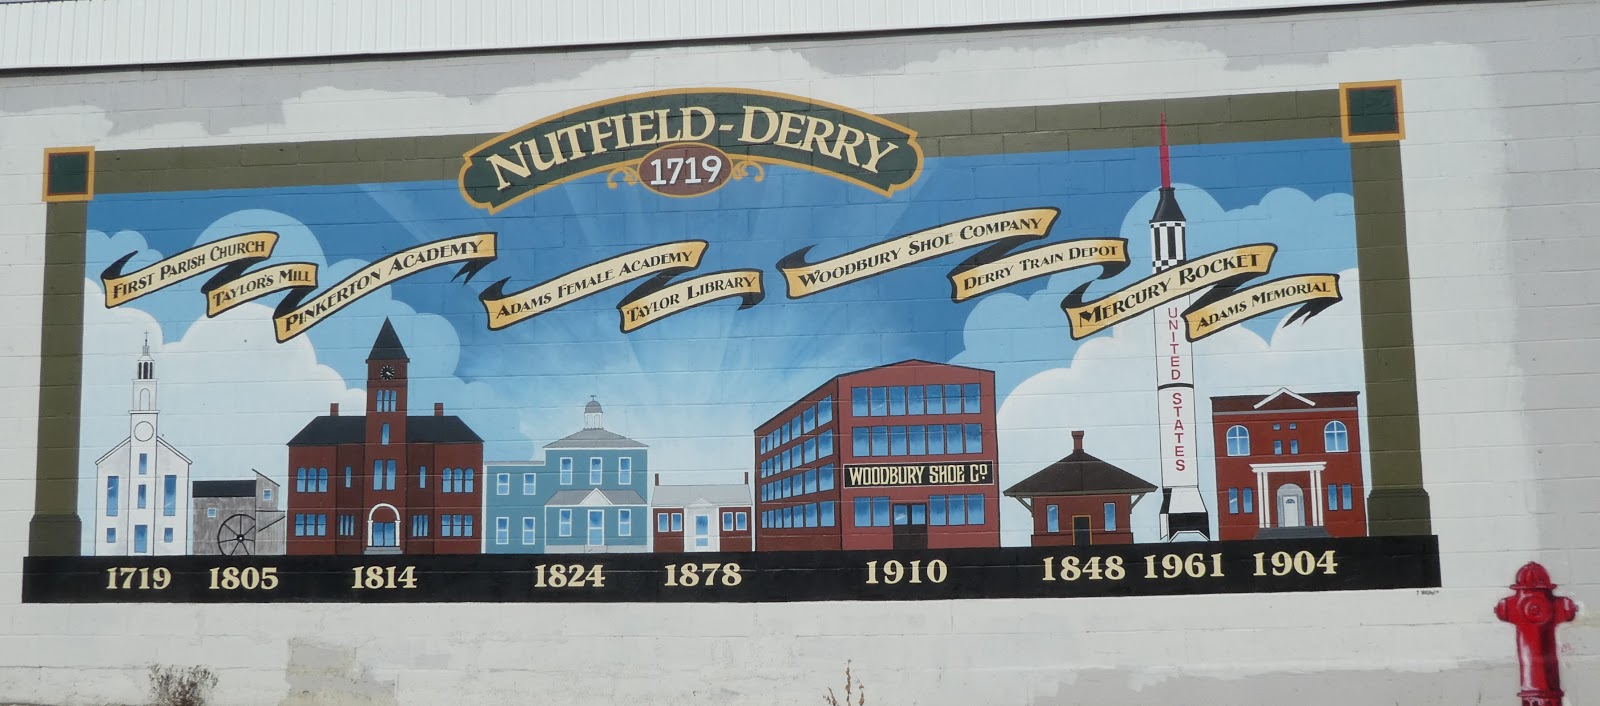 NUTFIELD-DERRY
1719
FIRST PARISH CHURCH
TAYLOR'S MILL
PINKERTON ACADEMY
ADAMS FEMALE ACADEMY
TAYLOR LIBRARY
WOODBURY SHOE COMPANY
DERRY TRAIN DEPOT
MERCURY ROCKET
ADAMS MEMORIAL
UNITED STATES
WOODBURY SHOE Co.
1719 1805 1814 1824 1878 1910 1848 1961 1904